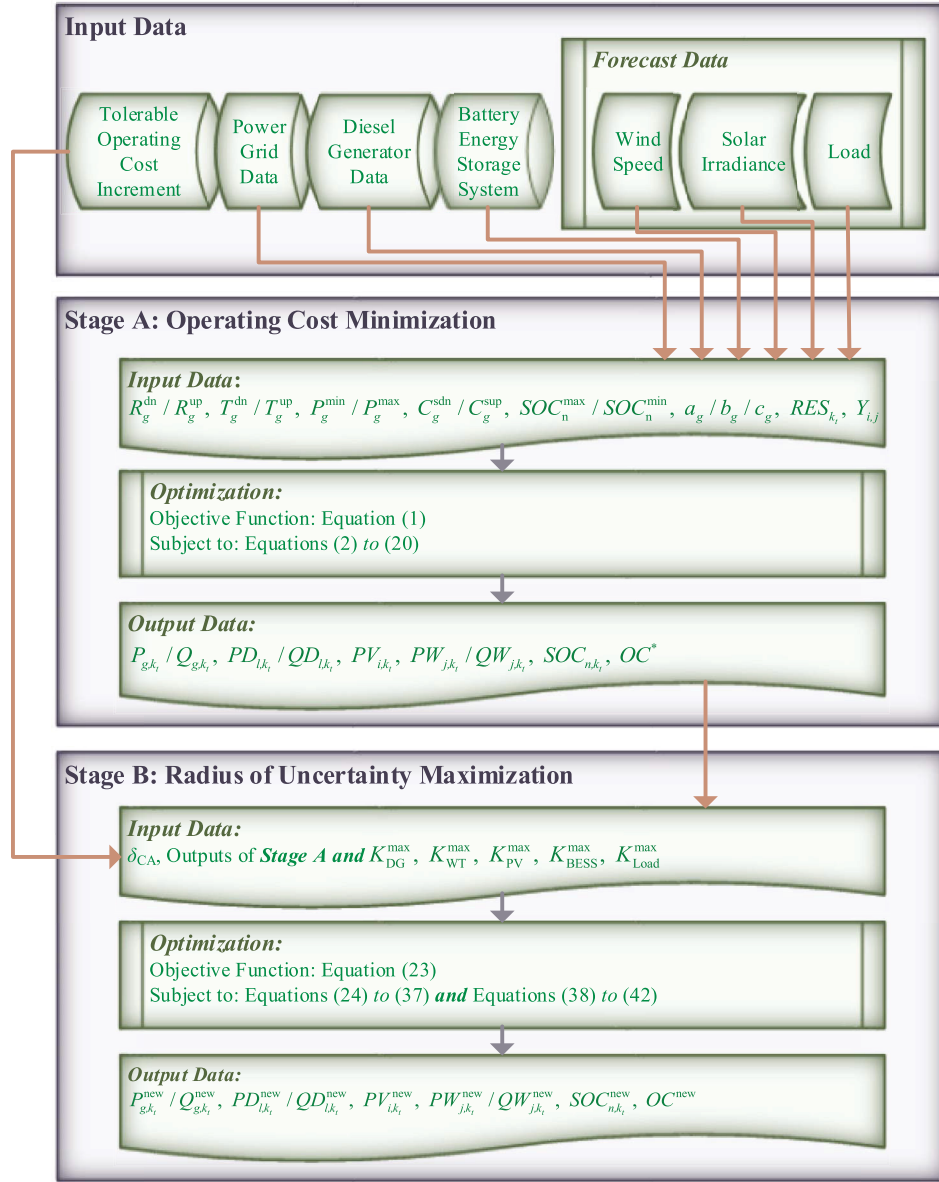 Input Data
Forecast Data
Tolerable
Operating
Cost
Increment
Power
Grid
Data
Diesel
Generator
Data
Battery
Energy
Storage
System
Wind
Speed
Solar
Irradiance
Load
Stage A: Operating Cost Minimization
Input Data:
R_g^dn / R_g^up, T_g^dn / T_g^up, P_g^min / P_g^max, C_g^sdn / C_g^sup, SOC_n^max / SOC_n^min, a_g / b_g / c_g, RES_{k_t}, Y_{i,j}
Optimization:
Objective Function: Equation (1)
Subject to: Equations (2) to (20)
Output Data:
P_{g,k_t} / Q_{g,k_t}, PD_{l,k_t} / QD_{l,k_t}, PV_{i,k_t}, PW_{j,k_t} / QW_{j,k_t}, SOC_{n,k_t}, OC^*
Stage B: Radius of Uncertainty Maximization
Input Data:
δ_CA, Outputs of Stage A and K_DG^max, K_WT^max, K_PV^max, K_BESS^max, K_Load^max
Optimization:
Objective Function: Equation (23)
Subject to: Equations (24) to (37) and Equations (38) to (42)
Output Data:
P_{g,k_t}^new / Q_{g,k_t}^new, PD_{l,k_t}^new / QD_{l,k_t}^new, PV_{i,k_t}^new, PW_{j,k_t}^new / QW_{j,k_t}^new, SOC_{n,k_t}^new, OC^new